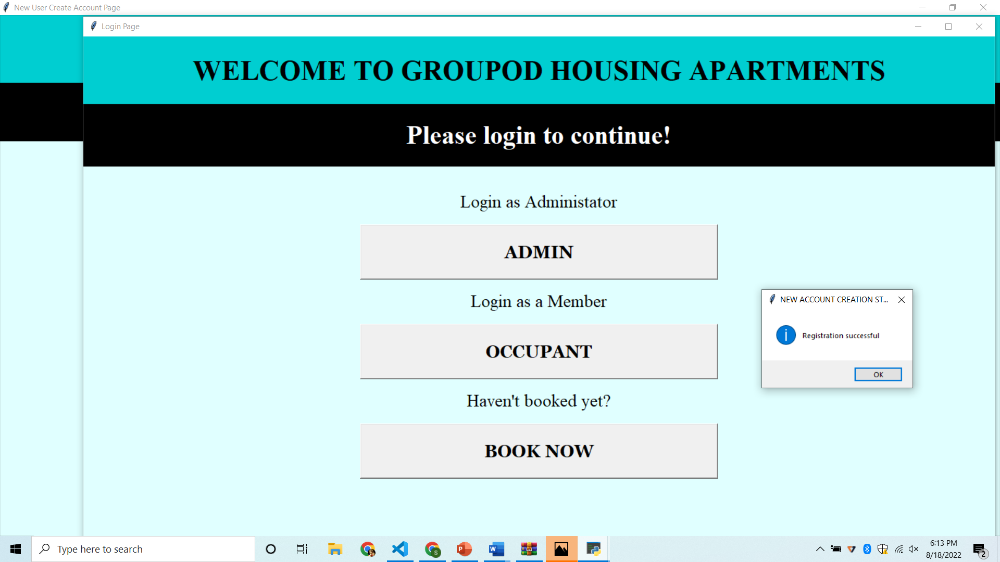 New User Create Account Page
Login Page
WELCOME TO GROUPOD HOUSING APARTMENTS
Please login to continue!
Login as Administator
ADMIN
Login as a Member
OCCUPANT
Haven't booked yet?
BOOK NOW
NEW ACCOUNT CREATION ST...
Registration successful
OK
Type here to search
6:13 PM
8/18/2022
2